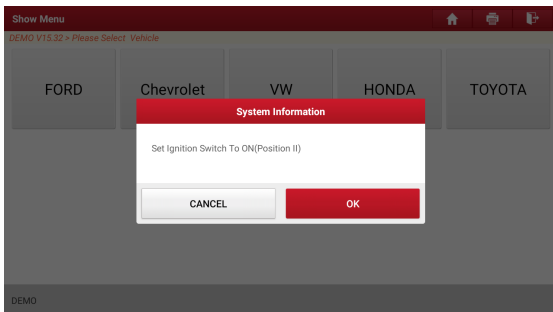 Show Menu
DEMO V15.32 > Please Select Vehicle
FORD
Chevrolet
VW
HONDA
TOYOTA
System Information
Set Ignition Switch To ON(Position II)
CANCEL
OK
DEMO